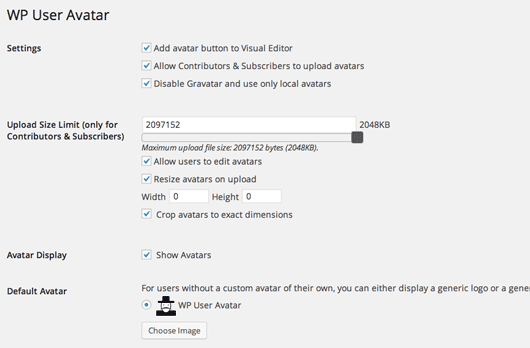 WP User Avatar
Settings
Add avatar button to Visual Editor
Allow Contributors & Subscribers to upload avatars
Disable Gravatar and use only local avatars
Upload Size Limit (only for
Contributors & Subscribers)
2097152 2048KB
Maximum upload file size: 2097152 bytes (2048KB).
Allow users to edit avatars
Resize avatars on upload
Width 0 Height 0
Crop avatars to exact dimensions
Avatar Display
Show Avatars
Default Avatar
For users without a custom avatar of their own, you can either display a generic logo or a gene
WP User Avatar
Choose Image